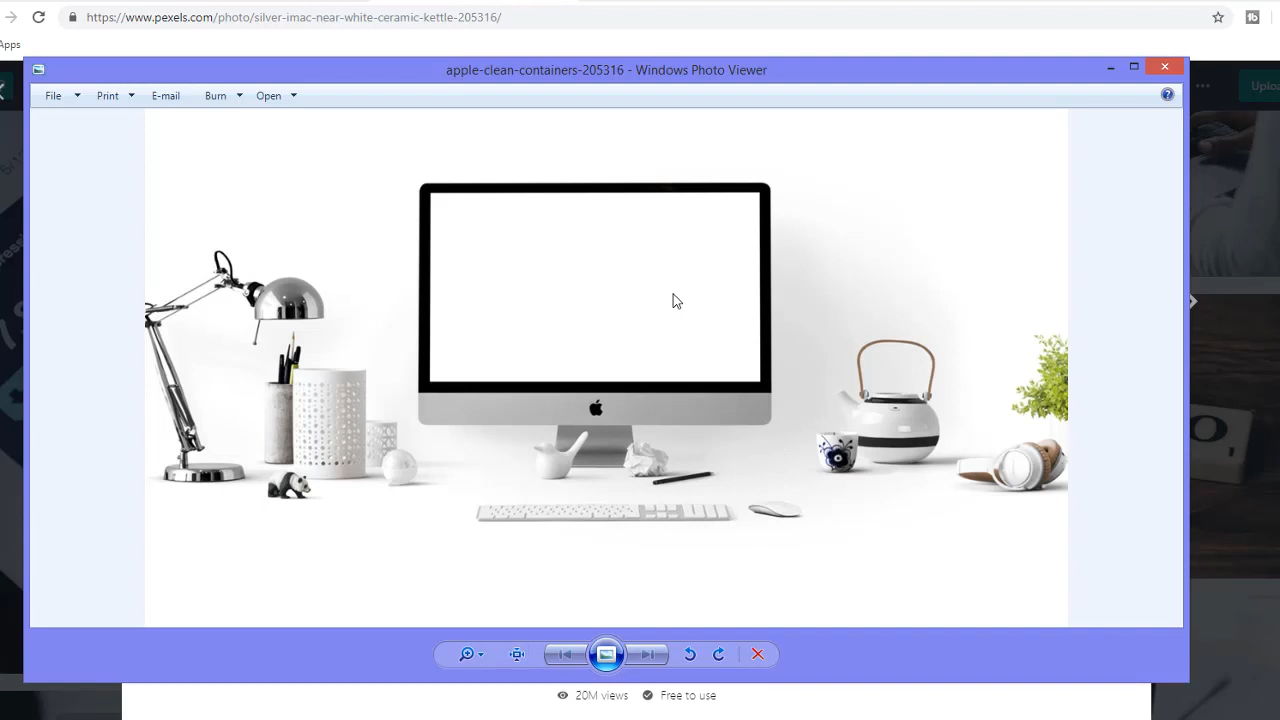 https://www.pexels.com/photo/silver-imac-near-white-ceramic-kettle-205316/
Apps
apple-clean-containers-205316 - Windows Photo Viewer
File Print E-mail Burn Open
20M views Free to use